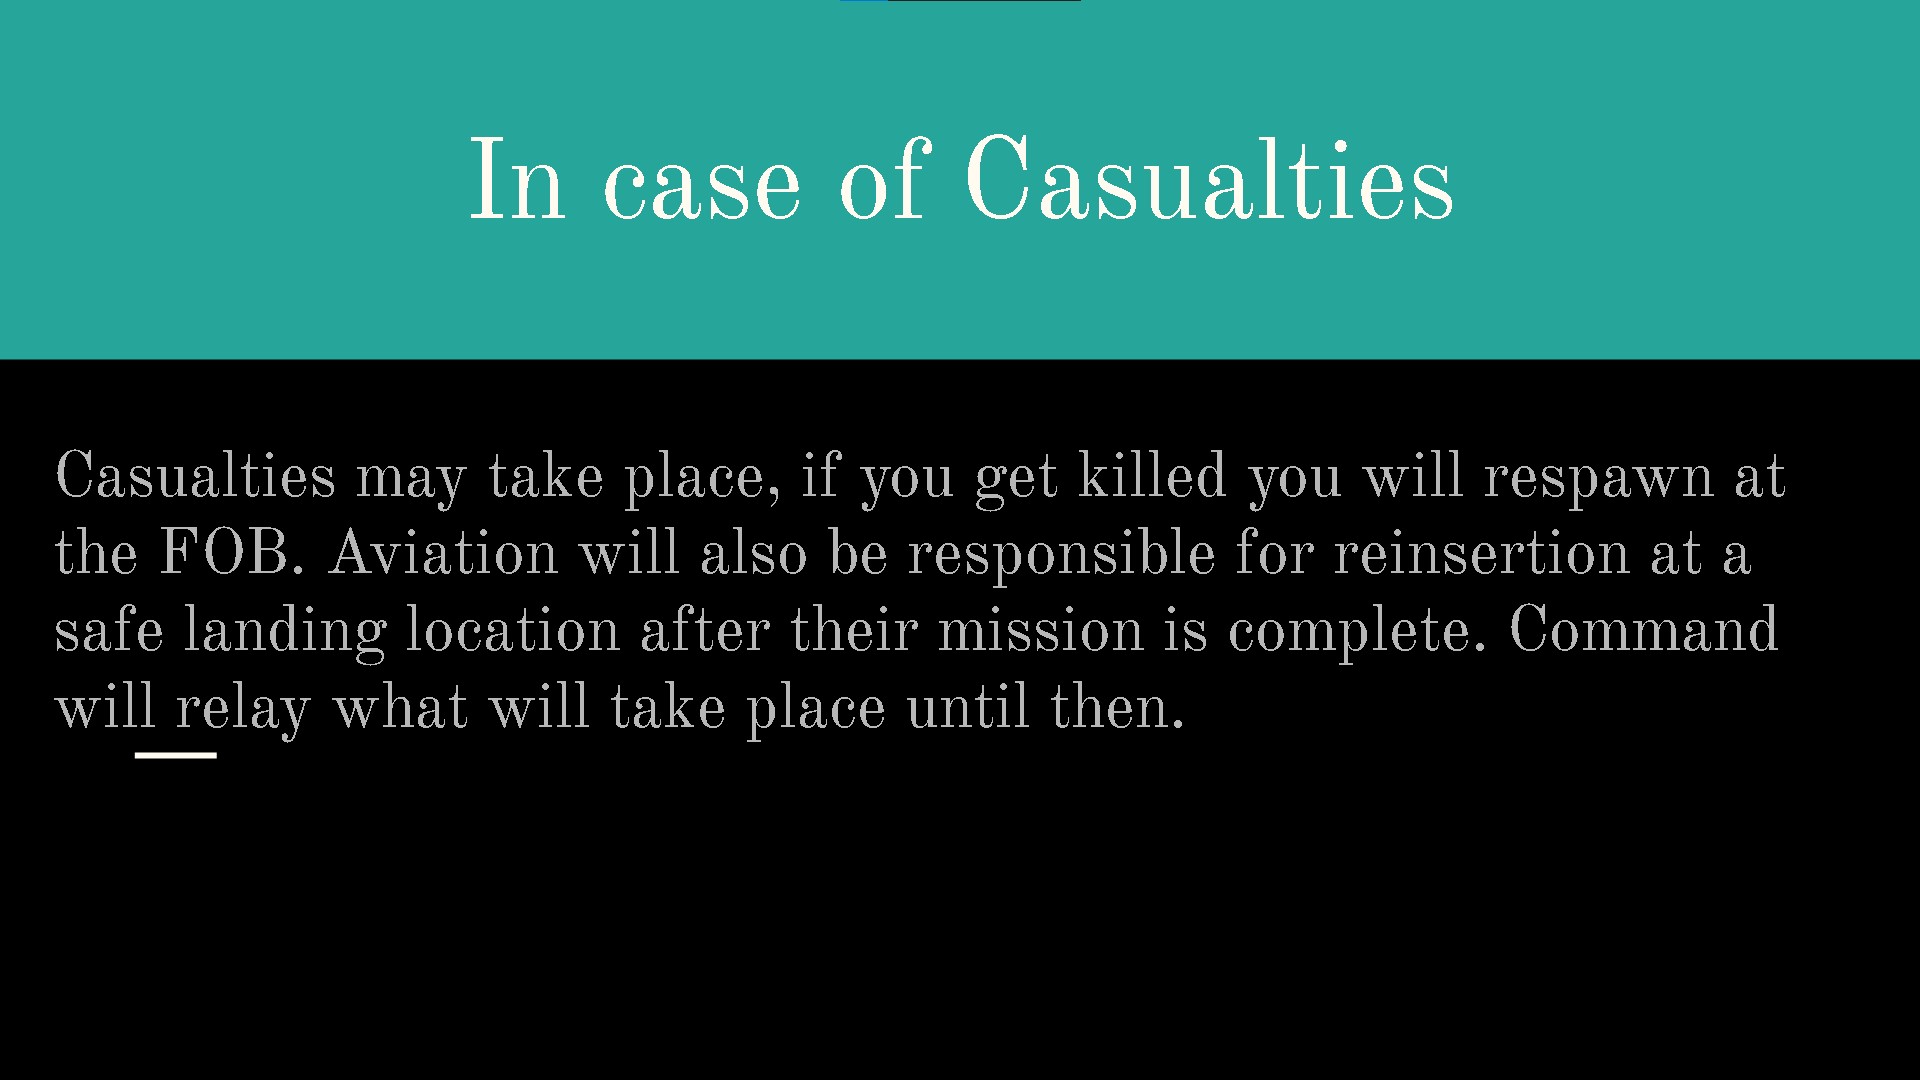 In case of Casualties
Casualties may take place, if you get killed you will respawn at
the FOB. Aviation will also be responsible for reinsertion at a
safe landing location after their mission is complete. Command
will relay what will take place until then.